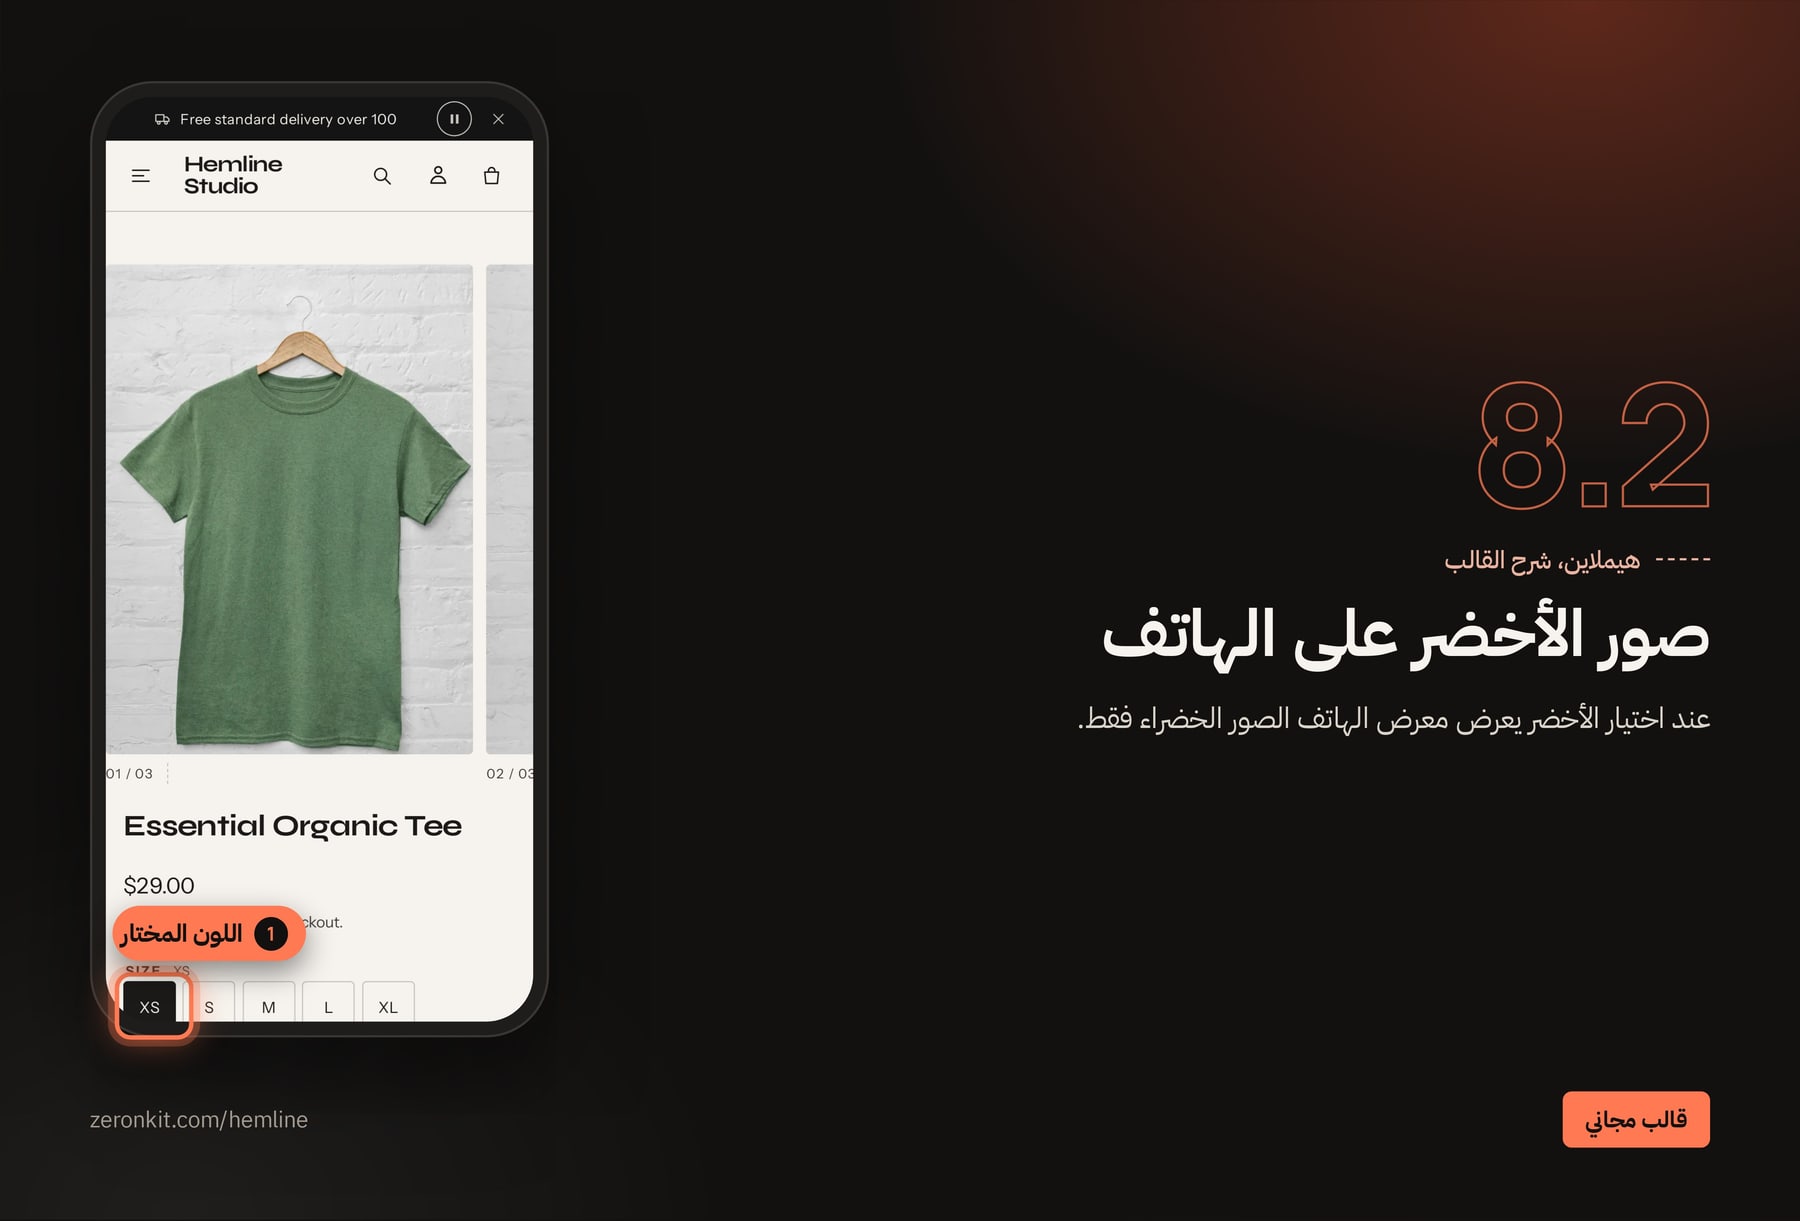 Free standard delivery over 100
Hemline
Studio
01 / 03
02 / 03
Essential Organic Tee
$29.00
ckout.
اللون المختار 1
SIZE XS
XS S M L XL
8.2
هيملاين، شرح القالب
صور الأخضر على الهاتف
عند اختيار الأخضر يعرض معرض الهاتف الصور الخضراء فقط.
zeronkit.com/hemline
قالب مجاني